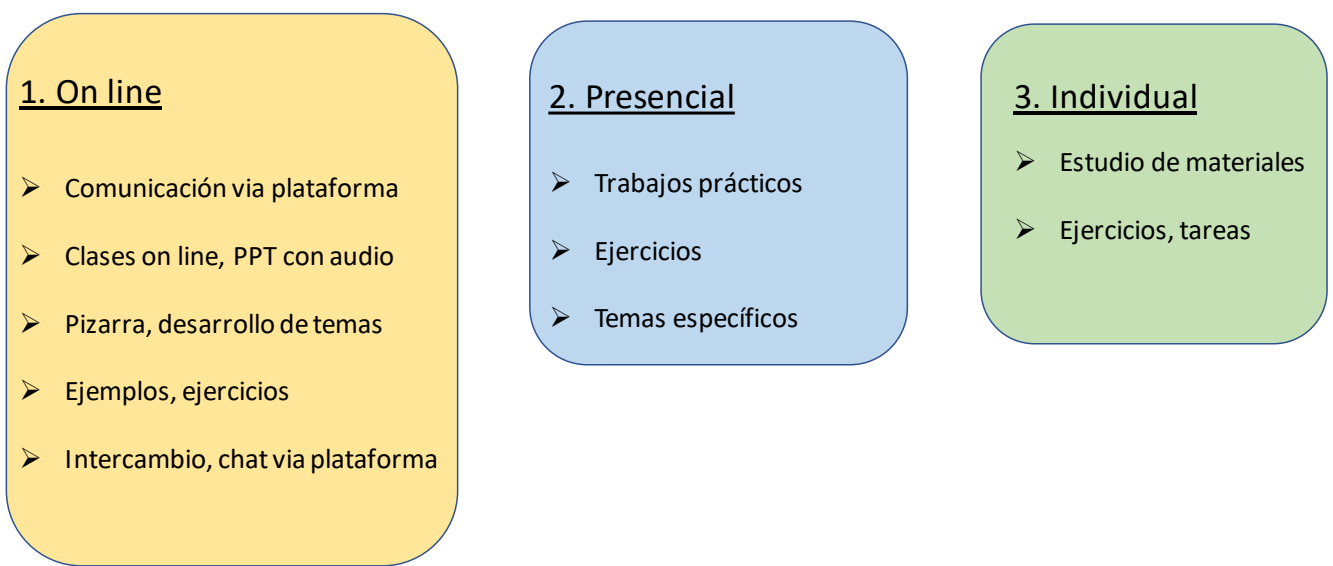 1. On line
➢ Comunicación via plataforma
➢ Clases on line, PPT con audio
➢ Pizarra, desarrollo de temas
➢ Ejemplos, ejercicios
➢ Intercambio, chat via plataforma
2. Presencial
➢ Trabajos prácticos
➢ Ejercicios
➢ Temas específicos
3. Individual
➢ Estudio de materiales
➢ Ejercicios, tareas